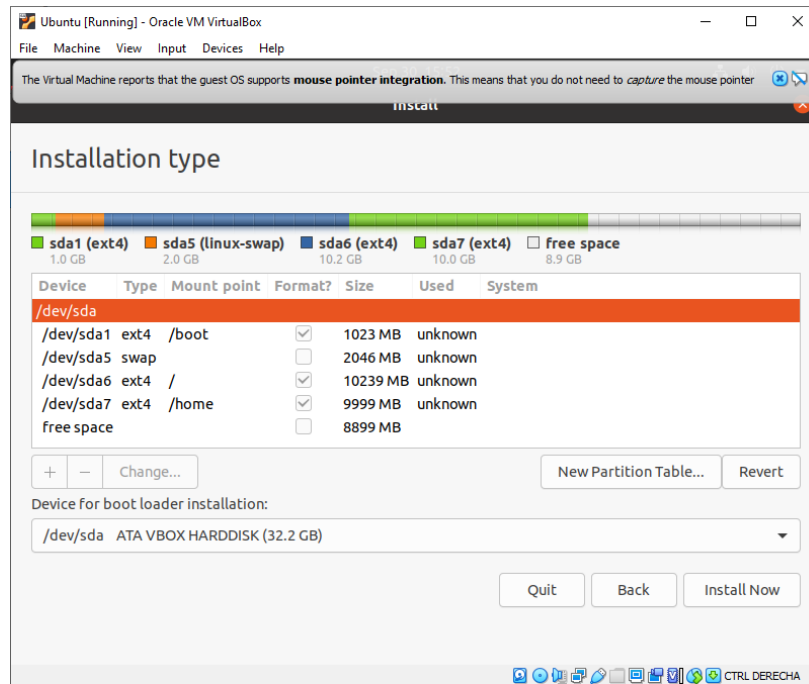 Ubuntu [Running] - Oracle VM VirtualBox
File Machine View Input Devices Help
The Virtual Machine reports that the guest OS supports mouse pointer integration. This means that you do not need to capture the mouse pointer
Install
Installation type
sda1 (ext4) sda5 (linux-swap) sda6 (ext4) sda7 (ext4) free space
1.0 GB 2.0 GB 10.2 GB 10.0 GB 8.9 GB
Device Type Mount point Format? Size Used System
/dev/sda
/dev/sda1 ext4 /boot 1023 MB unknown
/dev/sda5 swap 2046 MB unknown
/dev/sda6 ext4 / 10239 MB unknown
/dev/sda7 ext4 /home 9999 MB unknown
free space 8899 MB
+ − Change... New Partition Table... Revert
Device for boot loader installation:
/dev/sda ATA VBOX HARDDISK (32.2 GB)
Quit Back Install Now
CTRL DERECHA